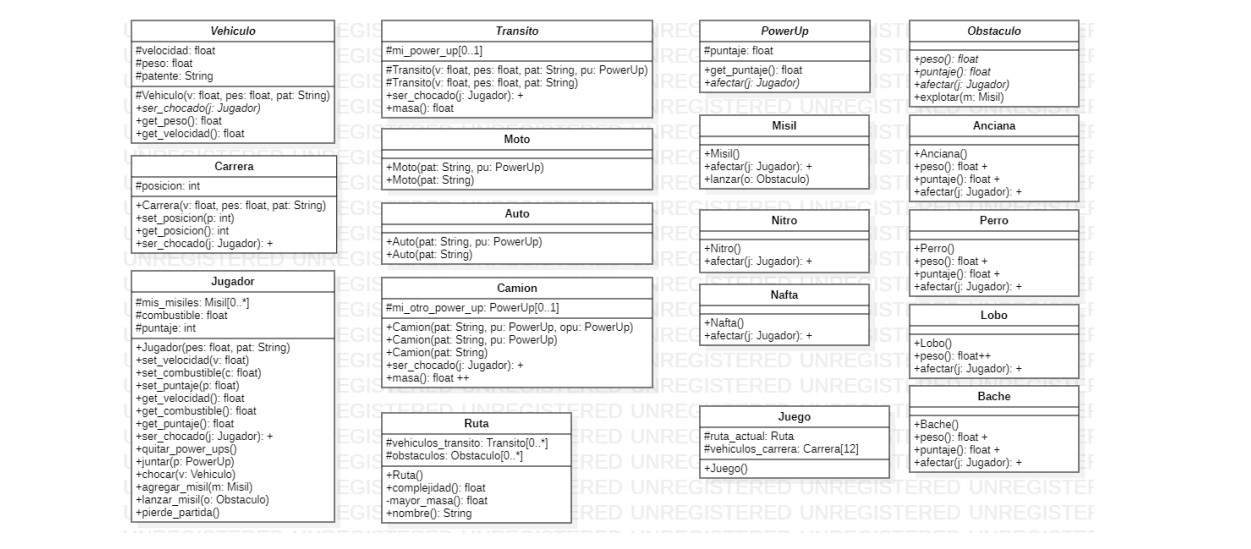 Vehiculo
#velocidad: float
#peso: float
#patente: String
#Vehiculo(v: float, pes: float, pat: String)
+ser_chocado(j: Jugador)
+get_peso(): float
+get_velocidad(): float
Carrera
#posicion: int
+Carrera(v: float, pes: float, pat: String)
+set_posicion(p: int)
+get_posicion(): int
+ser_chocado(j: Jugador): +
Jugador
#mis_misiles: Misil[0..*]
#combustible: float
#puntaje: int
+Jugador(pes: float, pat: String)
+set_velocidad(v: float)
+set_combustible(c: float)
+set_puntaje(p: float)
+get_velocidad(): float
+get_combustible(): float
+get_puntaje(): float
+ser_chocado(j: Jugador): +
+quitar_power_ups()
+juntar(p: PowerUp)
+chocar(v: Vehiculo)
+agregar_misil(m: Misil)
+lanzar_misil(o: Obstaculo)
+pierde_partida()
Transito
#mi_power_up[0..1]
#Transito(v: float, pes: float, pat: String, pu: PowerUp)
#Transito(v: float, pes: float, pat: String)
+ser_chocado(j: Jugador): +
+masa(): float
Moto
+Moto(pat: String, pu: PowerUp)
+Moto(pat: String)
Auto
+Auto(pat: String, pu: PowerUp)
+Auto(pat: String)
Camion
#mi_otro_power_up: PowerUp[0..1]
+Camion(pat: String, pu: PowerUp, opu: PowerUp)
+Camion(pat: String, pu: PowerUp)
+Camion(pat: String)
+ser_chocado(j: Jugador): +
+masa(): float ++
Ruta
#vehiculos_transito: Transito[0..*]
#obstaculos: Obstaculo[0..*]
+Ruta()
+complejidad(): float
-mayor_masa(): float
+nombre(): String
PowerUp
#puntaje: float
+get_puntaje(): float
+afectar(j: Jugador)
Misil
+Misil()
+afectar(j: Jugador): +
+lanzar(o: Obstaculo)
Nitro
+Nitro()
+afectar(j: Jugador): +
Nafta
+Nafta()
+afectar(j: Jugador): +
Juego
#ruta_actual: Ruta
#vehiculos_carrera: Carrera[12]
+Juego()
Obstaculo
+peso(): float
+puntaje(): float
+afectar(j: Jugador)
+explotar(m: Misil)
Anciana
+Anciana()
+peso(): float +
+puntaje(): float +
+afectar(j: Jugador): +
Perro
+Perro()
+peso(): float +
+puntaje(): float +
+afectar(j: Jugador): +
Lobo
+Lobo()
+peso(): float++
+afectar(j: Jugador): +
Bache
+Bache()
+peso(): float +
+puntaje(): float +
+afectar(j: Jugador): +
UNREGISTERED UNREGISTERED UNREGISTERED UNREGISTERED UNREGISTERED